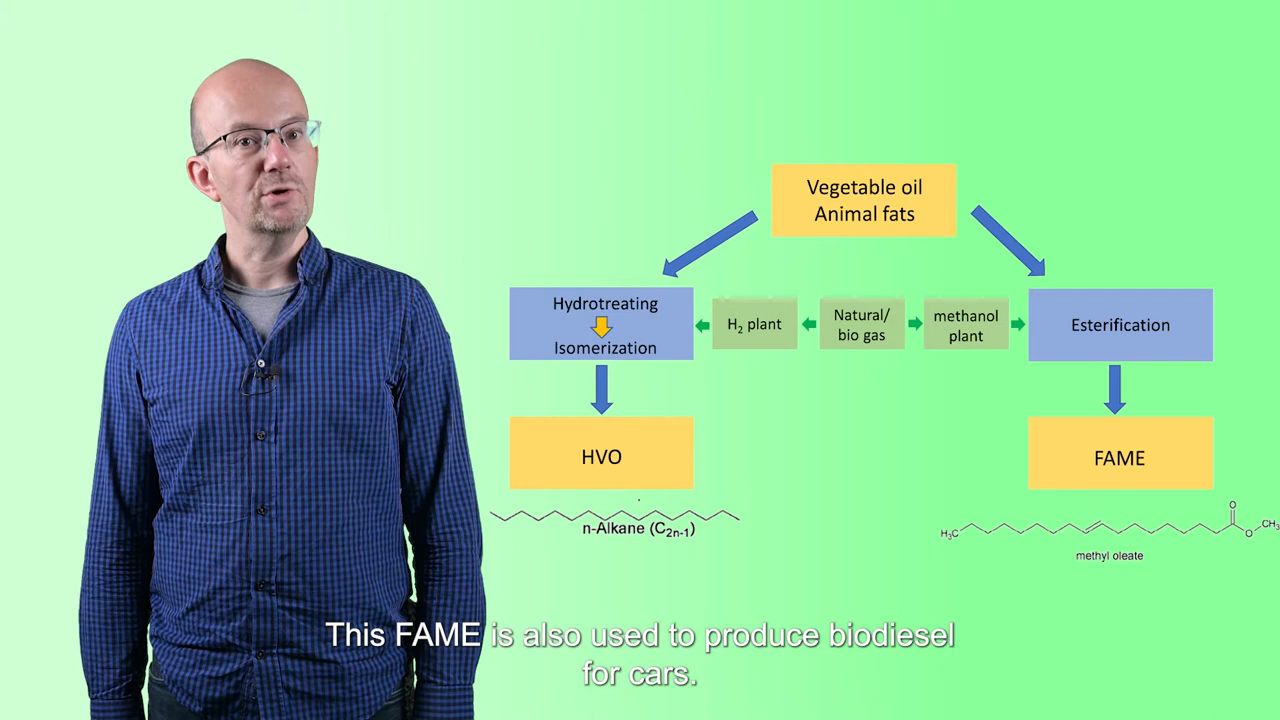 Vegetable oil
Animal fats
Hydrotreating
Isomerization
H₂ plant
Natural/
bio gas
methanol
plant
Esterification
HVO
FAME
n-Alkane (C₂ₙ₋₁)
H₃C
O
O
CH₃
methyl oleate
This FAME is also used to produce biodiesel
for cars.